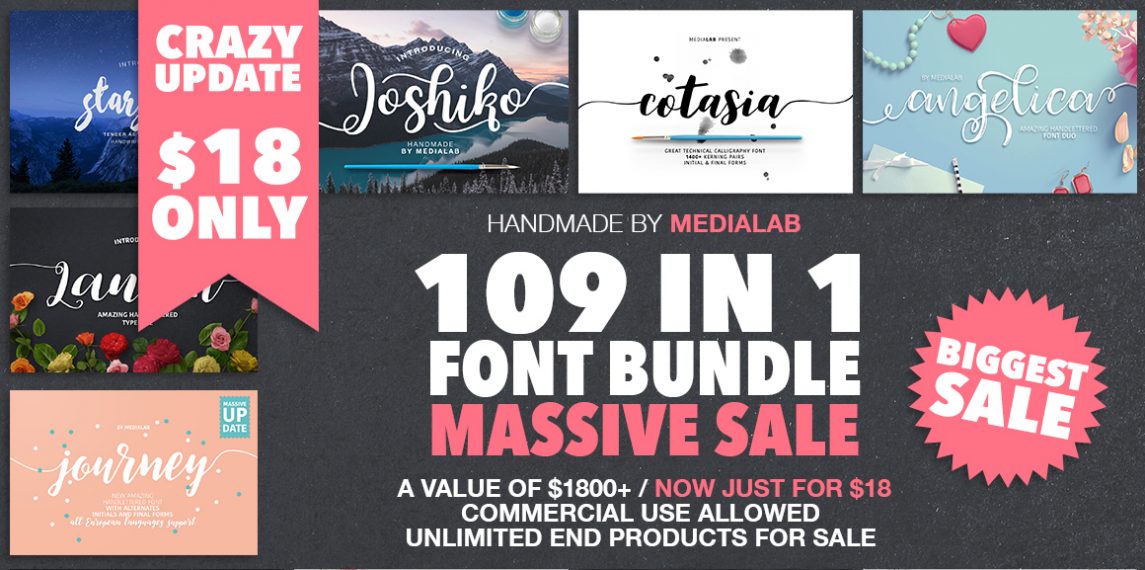 CRAZY
UPDATE
$18
ONLY
INTRODUCING
Joshiko
HANDMADE
BY MEDIALAB
MEDIALAB PRESENT
cotasia
GREAT TECHNICAL CALLIGRAPHY FONT
1400+ KERNING PAIRS
INITIAL & FINAL FORMS
BY MEDIALAB
angelica
AMAZING HANDLETTERED
FONT DUO
HANDMADE BY MEDIALAB
109 IN 1
FONT BUNDLE
MASSIVE SALE
A VALUE OF $1800+ / NOW JUST FOR $18
COMMERCIAL USE ALLOWED
UNLIMITED END PRODUCTS FOR SALE
BIGGEST
SALE
MASSIVE
UP
DATE
BY MEDIALAB
journey
NEW AMAZING
HANDLETTERED FONT
WITH ALTERNATES
INITIALS AND FINAL FORMS
all European languages support